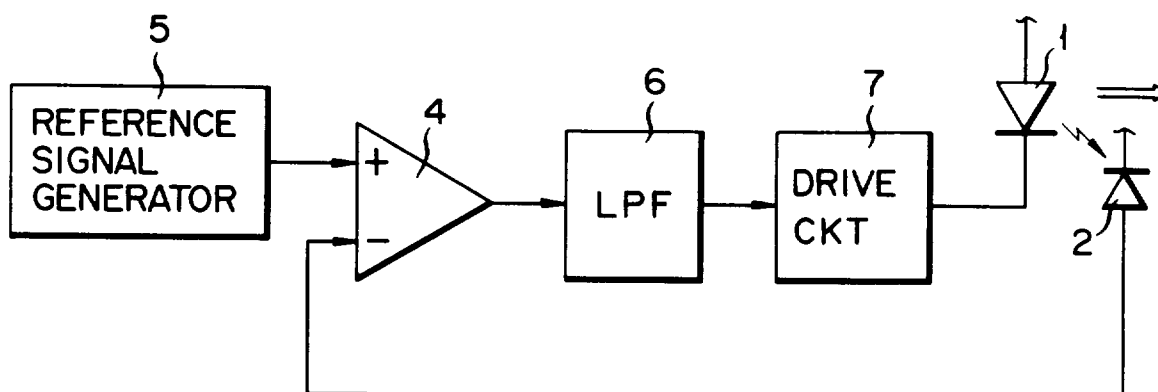 5
REFERENCE
SIGNAL
GENERATOR
+
−
4
6
LPF
7
DRIVE
CKT
1
2